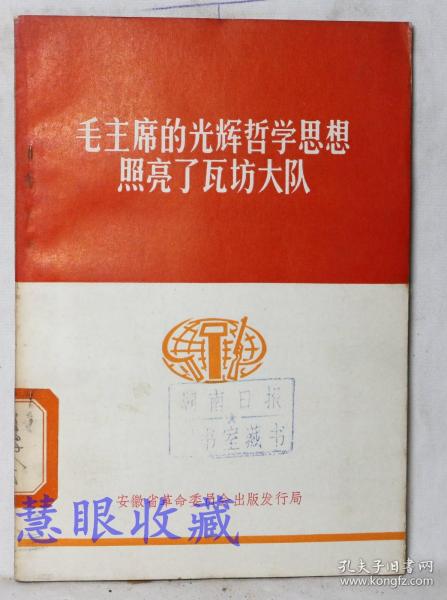 毛主席的光辉哲学思想
照亮了瓦坊大队
河南日报
图书室藏书
安徽省革命委员会出版发行局
慧眼收藏
孔夫子旧书网
www.kongfz.com